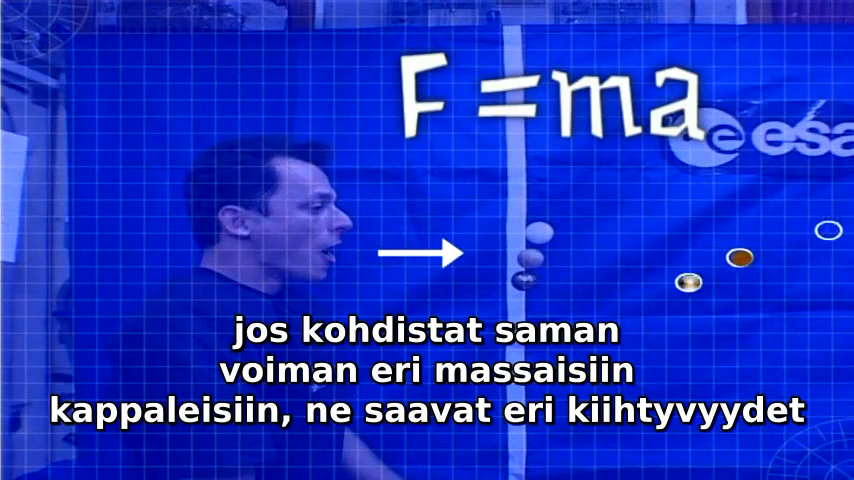 F = ma
esa
jos kohdistat saman
voiman eri massaisiin
kappaleisiin, ne saavat eri kiihtyvyydet